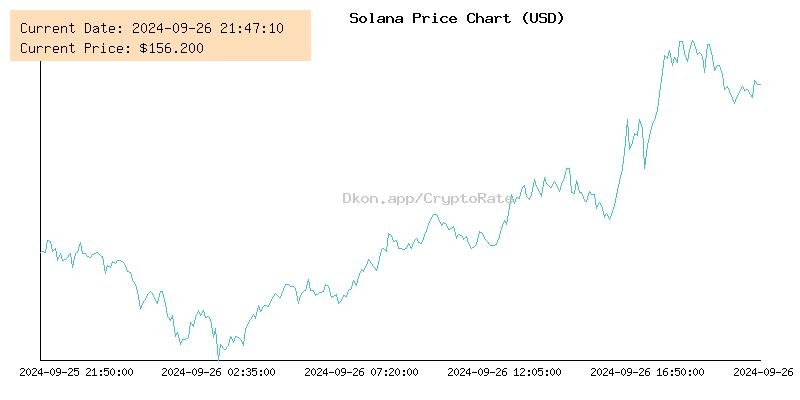 Solana Price Chart (USD)
Current Date: 2024-09-26 21:47:10
Current Price: $156.200
Dkon.app/CryptoRate
2024-09-25 21:50:00 2024-09-26 02:35:00 2024-09-26 07:20:00 2024-09-26 12:05:00 2024-09-26 16:50:00 2024-09-26